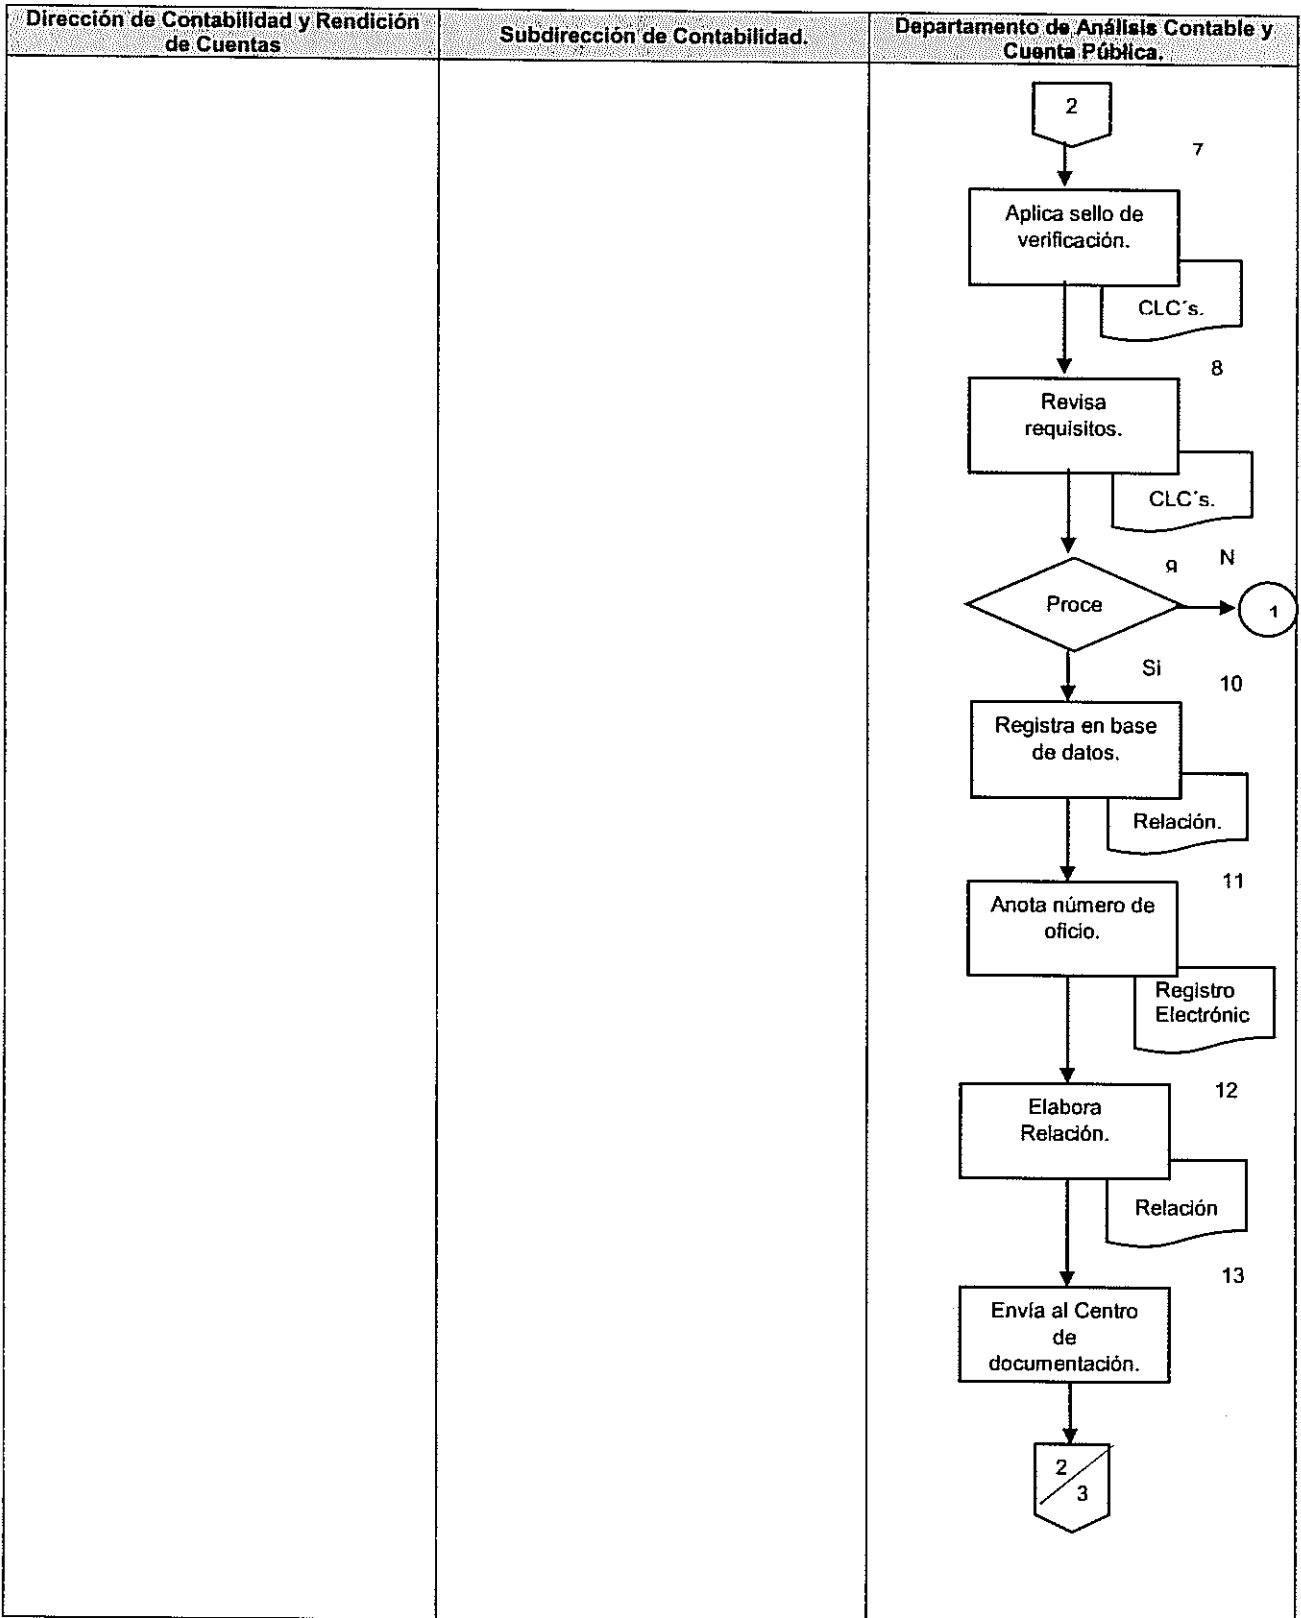 Dirección de Contabilidad y Rendición
de Cuentas
Subdirección de Contabilidad.
Departamento de Análisis Contable y
Cuenta Pública.
2
7
Aplica sello de
verificación.
CLC´s.
8
Revisa
requisitos.
CLC´s.
9
N
Proce
1
Si
10
Registra en base
de datos.
Relación.
11
Anota número de
oficio.
Registro
Electrónic
12
Elabora
Relación.
Relación
13
Envía al Centro
de
documentación.
2
3